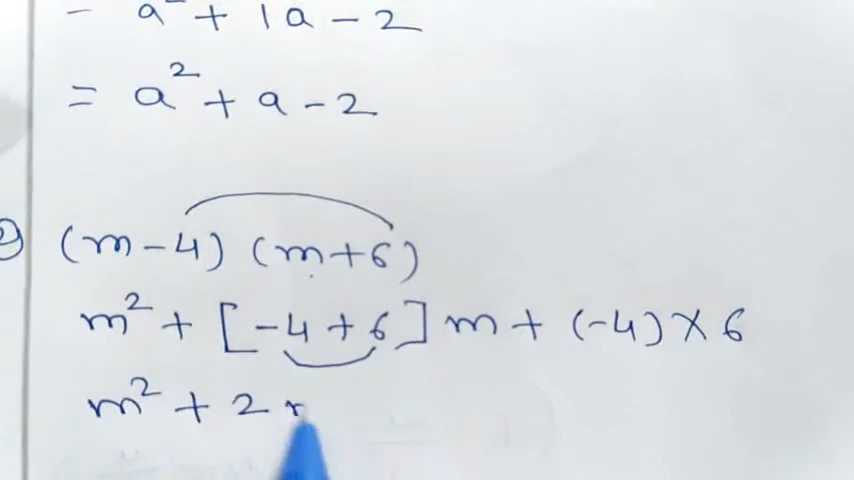 - a² + 1a - 2
= a² + a - 2
(m-4) (m+6)
m² + [-4+6] m + (-4) × 6
m² + 2